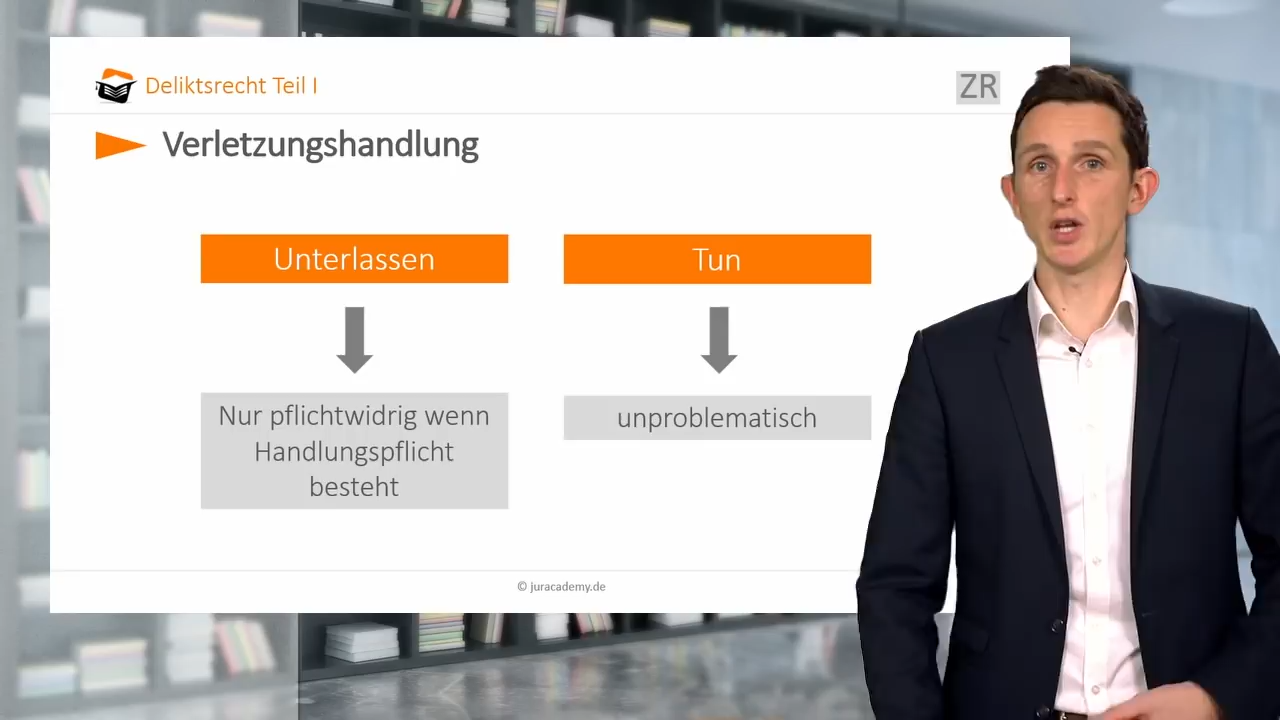 Deliktsrecht Teil I
ZR
Verletzungshandlung
Unterlassen
Tun
Nur pflichtwidrig wenn
Handlungspflicht
besteht
unproblematisch
© juracademy.de